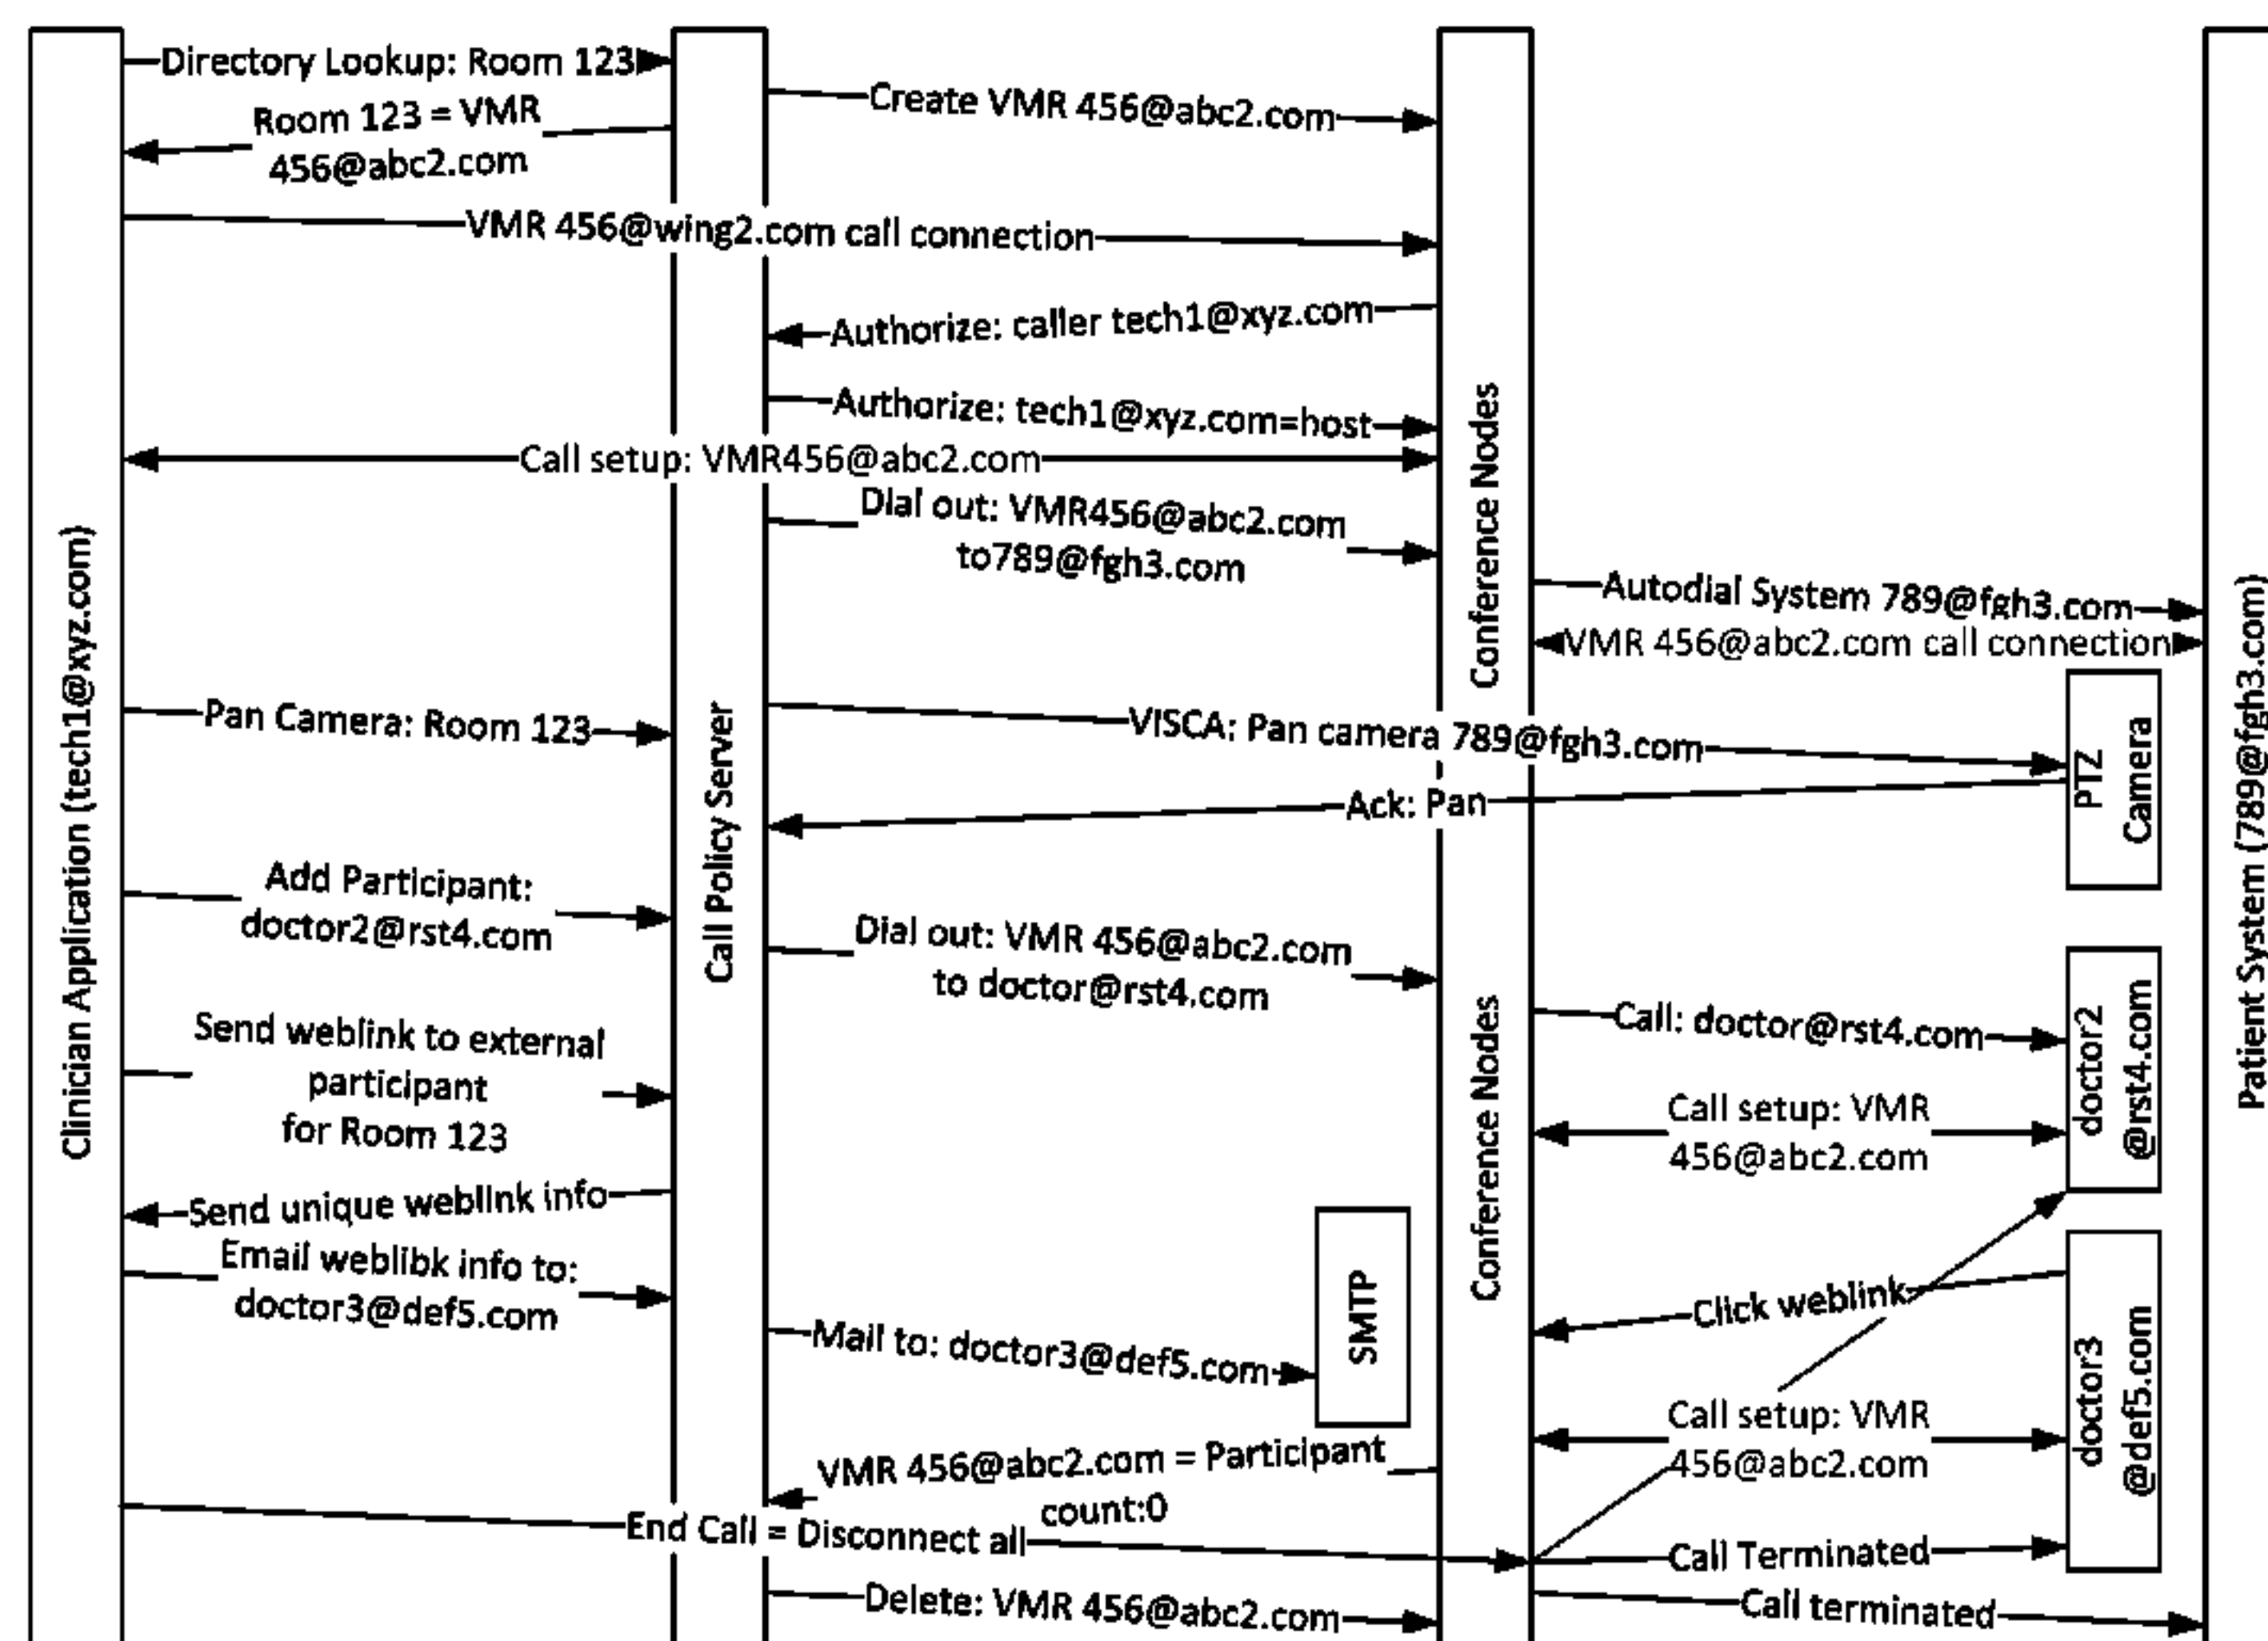 Directory Lookup: Room 123
Create VMR 456@abc2.com
Room 123 = VMR
456@abc2.com
VMR 456@wing2.com call connection
Authorize: caller tech1@xyz.com
Authorize: tech1@xyz.com=host
Call setup: VMR456@abc2.com
Dial out: VMR456@abc2.com
to789@fgh3.com
Autodial System 789@fgh3.com
VMR 456@abc2.com call connection
Pan Camera: Room 123
VISCA: Pan camera 789@fgh3.com
Ack: Pan
PTZ
Camera
Clinician Application (tech1@xyz.com)
Call Policy Server
Conference Nodes
Conference Nodes
Patient System (789@fgh3.com)
Add Participant:
doctor2@rst4.com
Dial out: VMR 456@abc2.com
to doctor@rst4.com
Call: doctor@rst4.com
doctor2
@rst4.com
Send weblink to external
participant
for Room 123
Call setup: VMR
456@abc2.com
Send unique weblink info
Email weblibk info to:
doctor3@def5.com
Mail to: doctor3@def5.com
SMTP
Click weblink
doctor3
@def5.com
Call setup: VMR
456@abc2.com
VMR 456@abc2.com = Participant
count:0
End Call = Disconnect all
Call Terminated
Delete: VMR 456@abc2.com
Call terminated